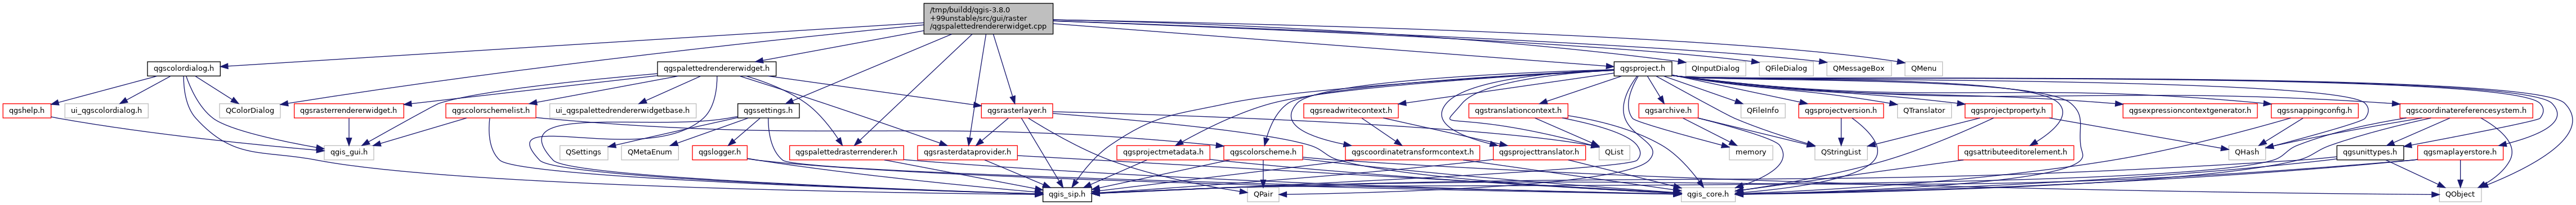 /tmp/buildd/qgis-3.8.0
+99unstable/src/gui/raster
/qgspalettedrendererwidget.cpp
qgscolordialog.h
qgspalettedrendererwidget.h
qgsproject.h
QInputDialog
QFileDialog
QMessageBox
QMenu
qgshelp.h
ui_qgscolordialog.h
QColorDialog
qgsrasterrendererwidget.h
qgscolorschemelist.h
ui_qgspalettedrendererwidgetbase.h
qgssettings.h
qgsrasterlayer.h
qgsreadwritecontext.h
qgstranslationcontext.h
qgsarchive.h
QFileInfo
qgsprojectversion.h
QTranslator
qgsprojectproperty.h
qgsexpressioncontextgenerator.h
qgssnappingconfig.h
qgscoordinatereferencesystem.h
qgis_gui.h
QSettings
QMetaEnum
qgslogger.h
qgspalettedrasterrenderer.h
qgsrasterdataprovider.h
qgsprojectmetadata.h
qgscolorscheme.h
qgscoordinatetransformcontext.h
qgsprojecttranslator.h
QList
memory
QStringList
qgsattributeeditorelement.h
QHash
qgsunittypes.h
qgsmaplayerstore.h
qgis_sip.h
QPair
qgis_core.h
QObject